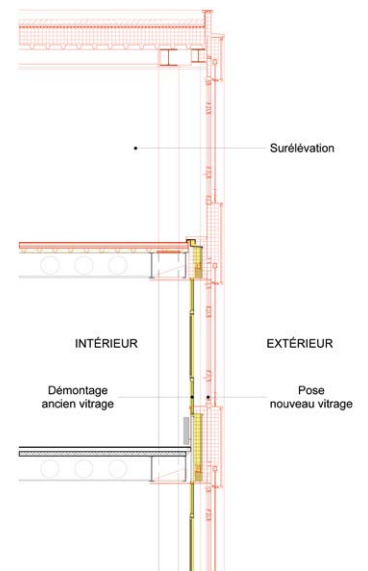 Surélévation
INTÉRIEUR
EXTÉRIEUR
Démontage
ancien vitrage
Pose
nouveau vitrage